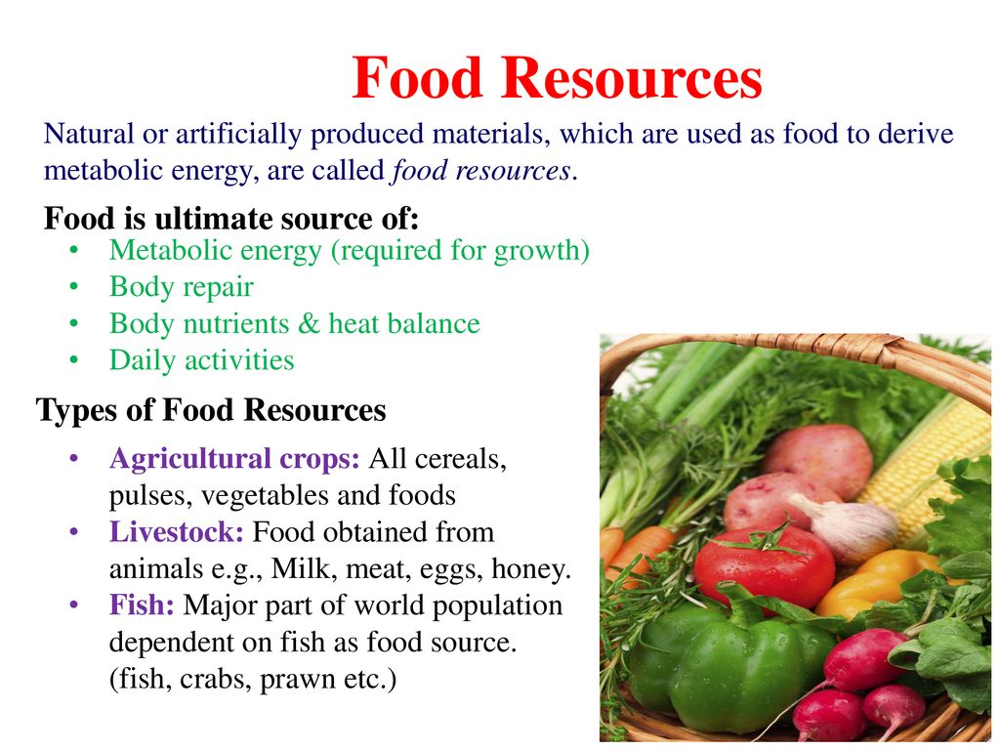 Food Resources
Natural or artificially produced materials, which are used as food to derive
metabolic energy, are called food resources.
Food is ultimate source of:
• Metabolic energy (required for growth)
• Body repair
• Body nutrients & heat balance
• Daily activities
Types of Food Resources
• Agricultural crops: All cereals,
pulses, vegetables and foods
• Livestock: Food obtained from
animals e.g., Milk, meat, eggs, honey.
• Fish: Major part of world population
dependent on fish as food source.
(fish, crabs, prawn etc.)